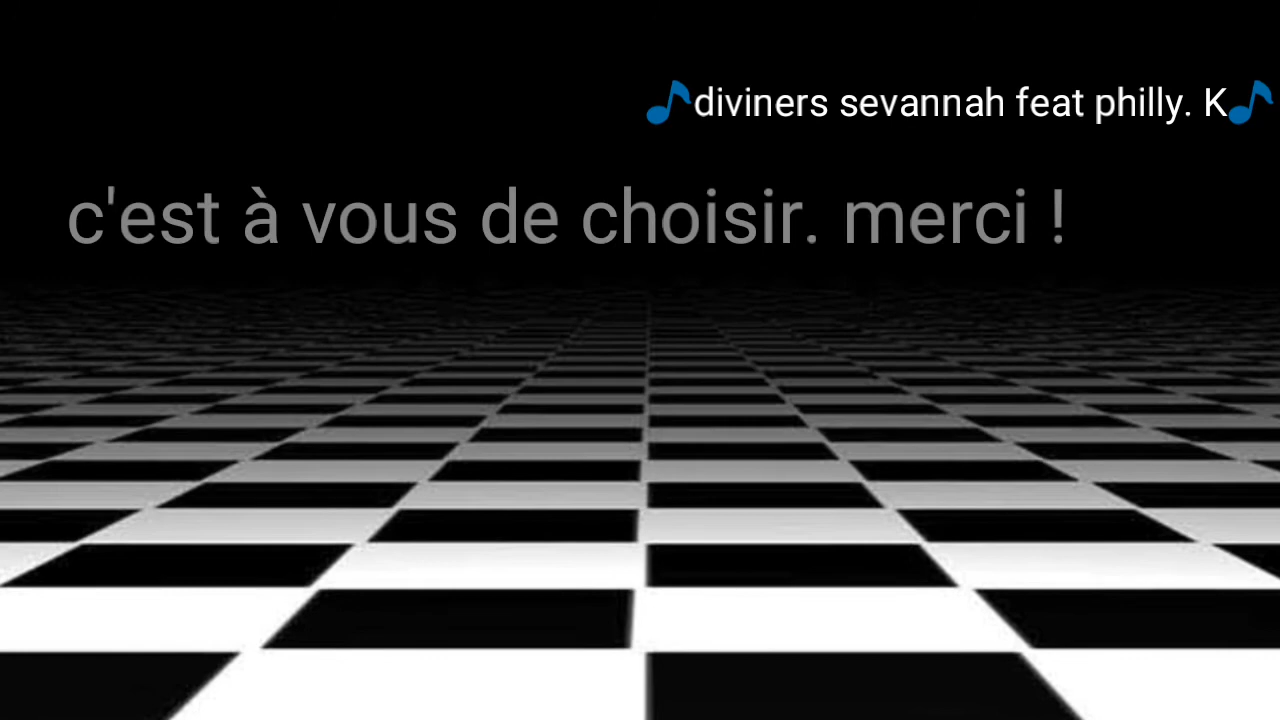 🎵diviners sevannah feat philly. K🎵
c'est à vous de choisir. merci !